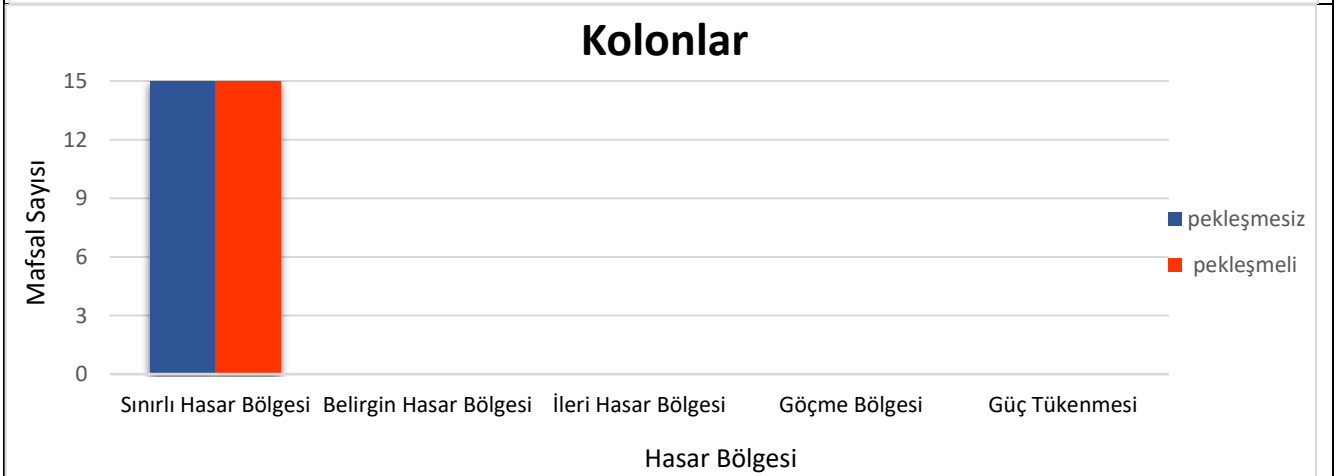 Kolonlar
15
12
9
6
3
0
Mafsal Sayısı
Sınırlı Hasar Bölgesi Belirgin Hasar Bölgesi İleri Hasar Bölgesi Göçme Bölgesi Güç Tükenmesi
Hasar Bölgesi
pekleşmesiz
pekleşmeli